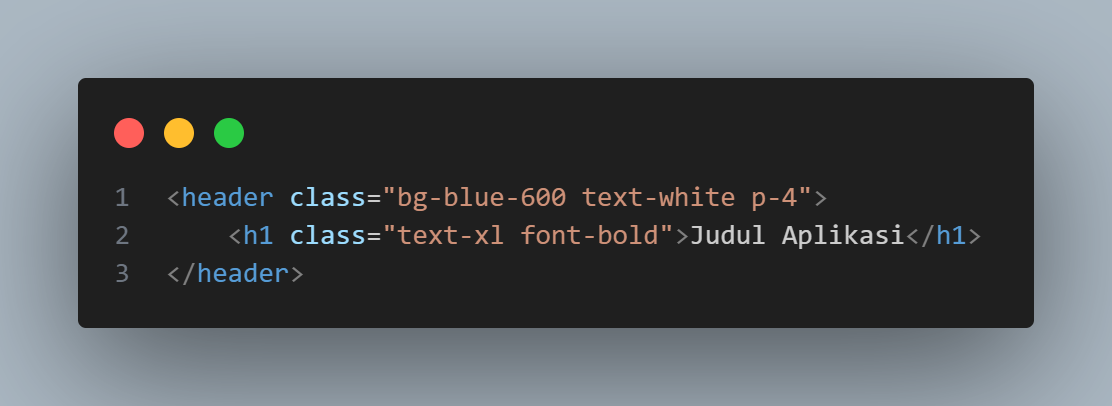 1 <header class="bg-blue-600 text-white p-4">
2     <h1 class="text-xl font-bold">Judul Aplikasi</h1>
3 </header>